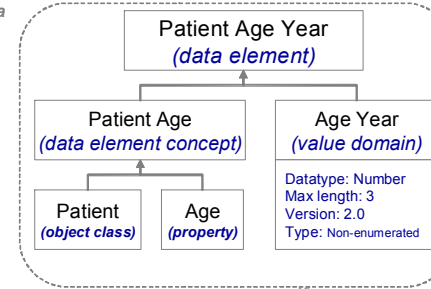 a
Patient Age Year
(data element)
Patient Age
(data element concept)
Age Year
(value domain)
Datatype: Number
Max length: 3
Version: 2.0
Type: Non-enumerated
Patient
(object class)
Age
(property)